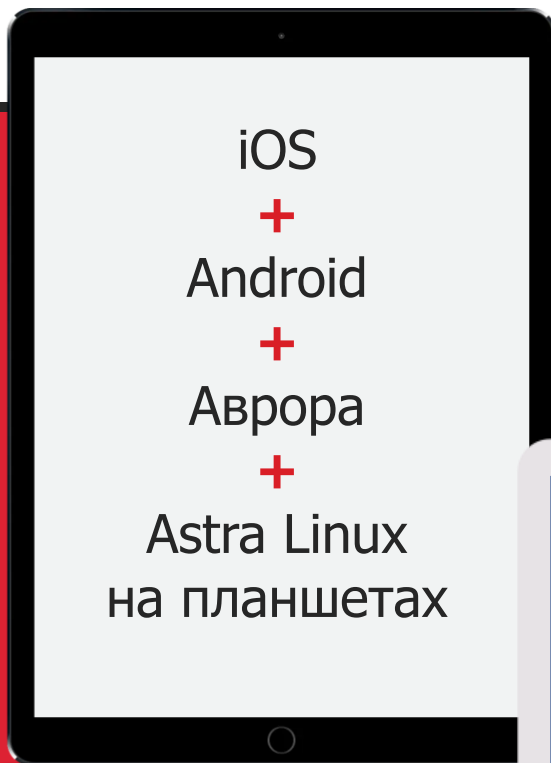 iOS
+
Android
+
Аврора
+
Astra Linux
на планшетах